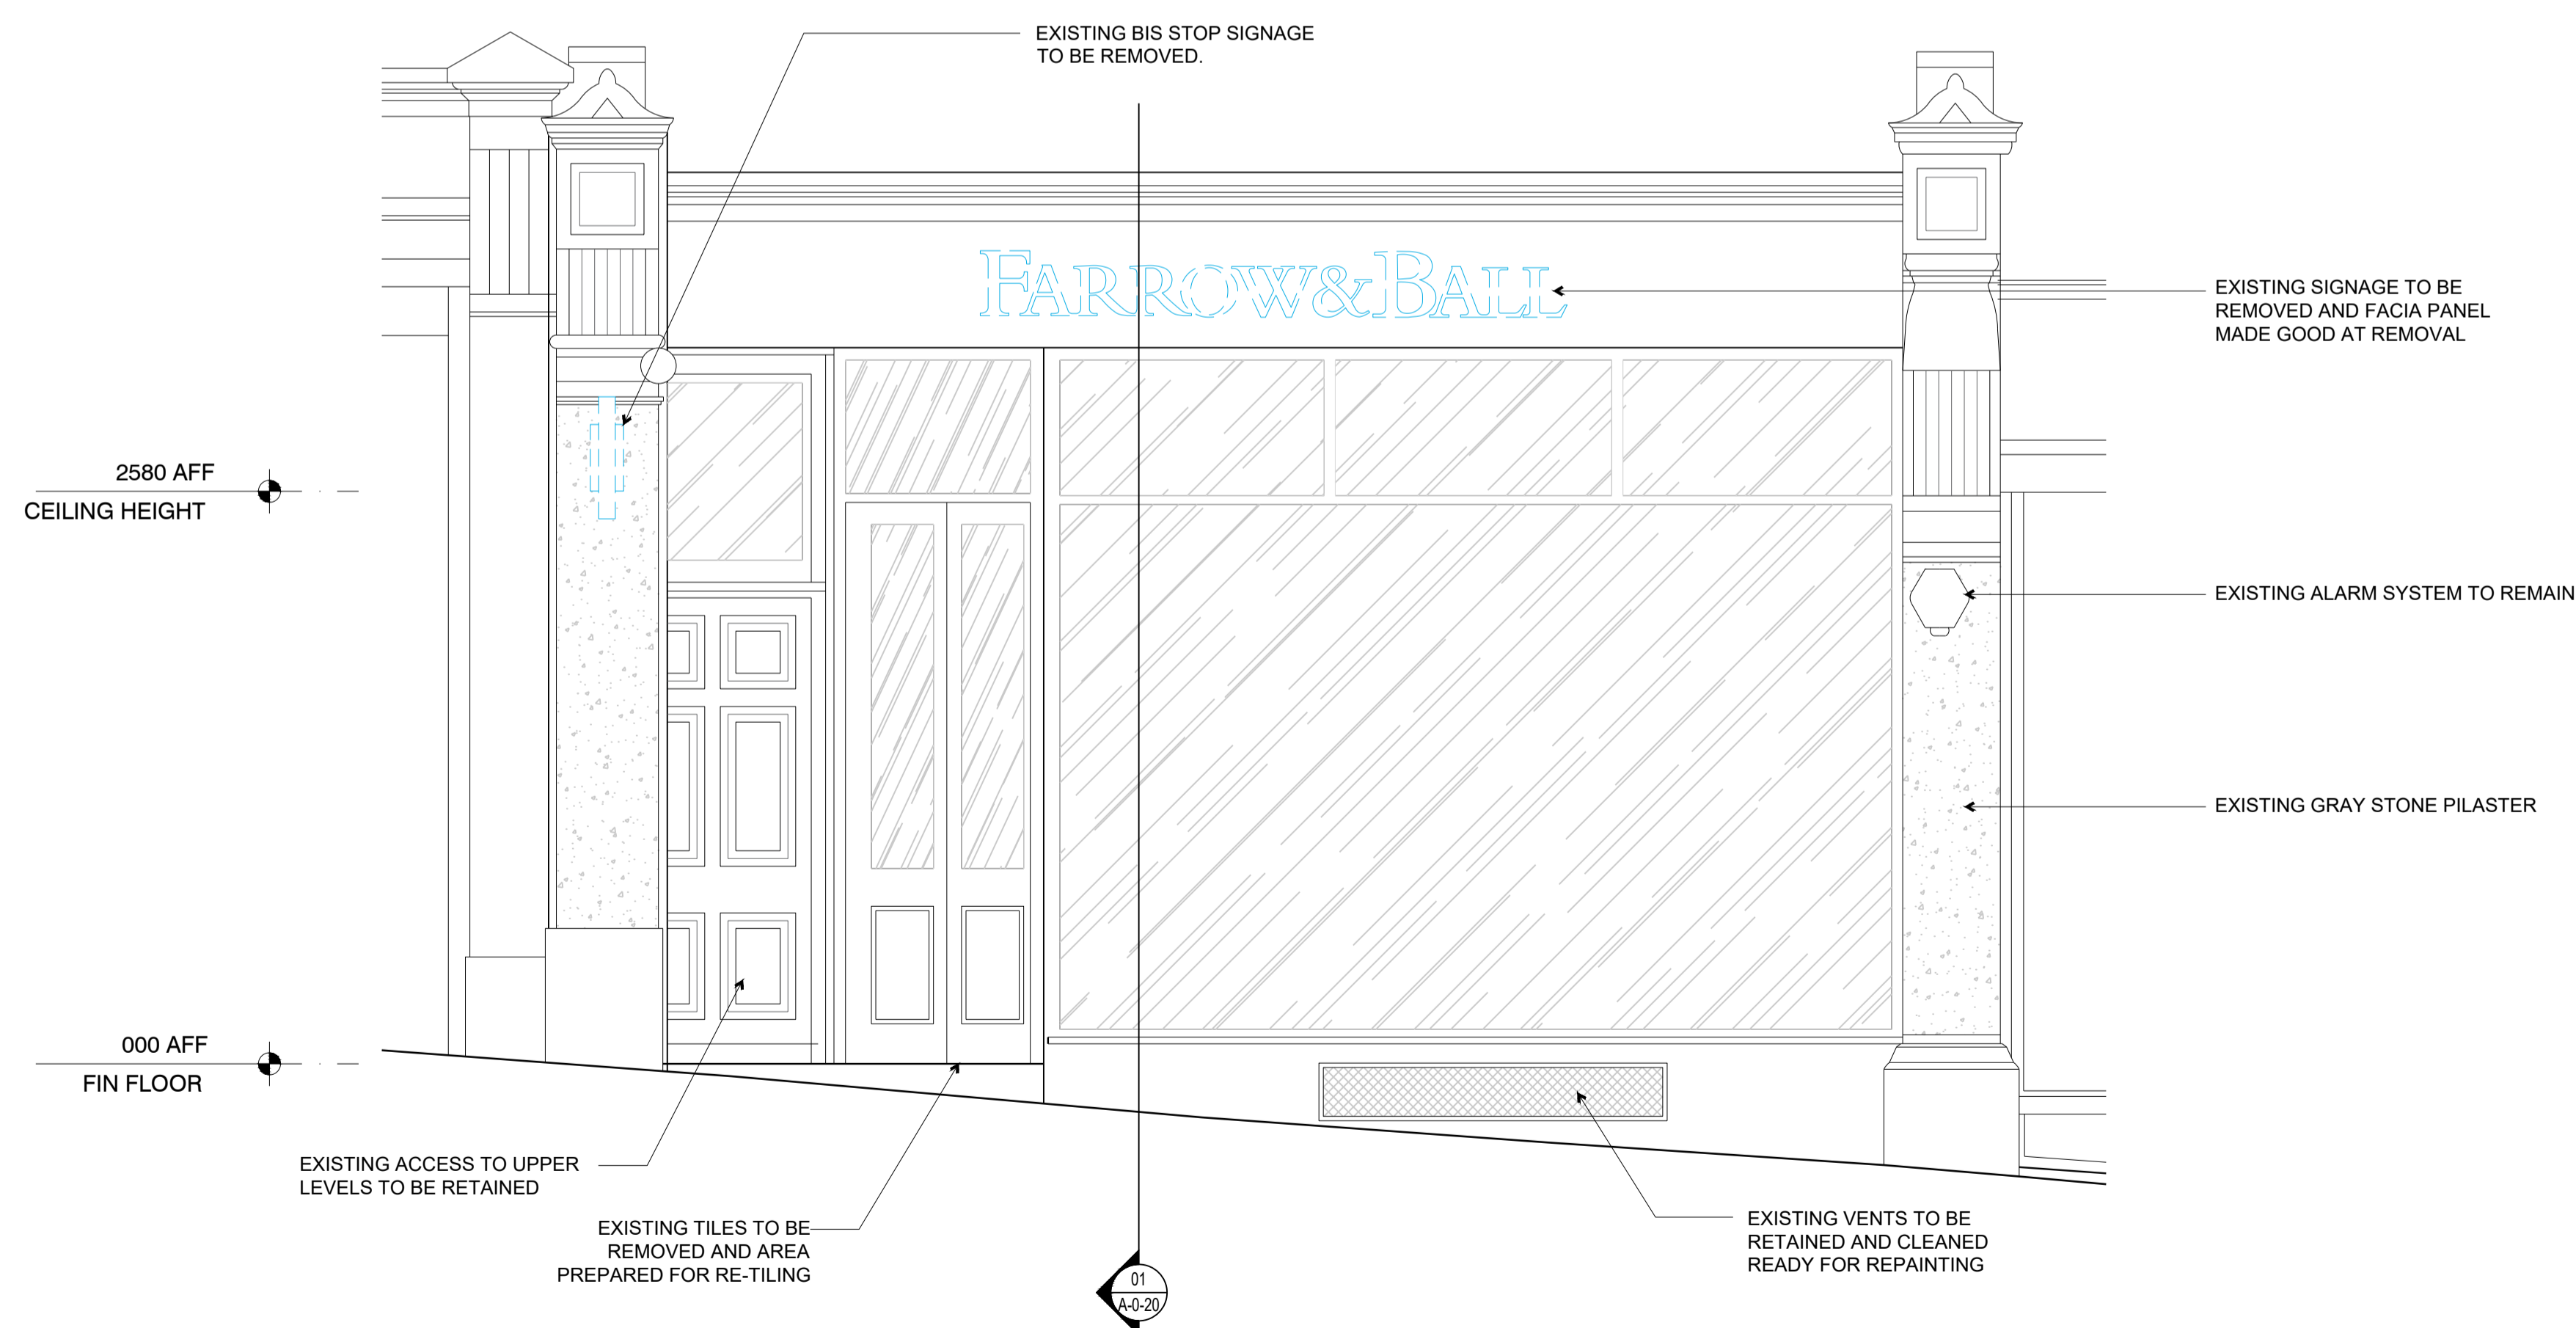 EXISTING BIS STOP SIGNAGE
TO BE REMOVED.
FARROW&BALL
EXISTING SIGNAGE TO BE
REMOVED AND FACIA PANEL
MADE GOOD AT REMOVAL
2580 AFF
CEILING HEIGHT
EXISTING ALARM SYSTEM TO REMAIN
EXISTING GRAY STONE PILASTER
000 AFF
FIN FLOOR
EXISTING ACCESS TO UPPER
LEVELS TO BE RETAINED
EXISTING TILES TO BE
REMOVED AND AREA
PREPARED FOR RE-TILING
EXISTING VENTS TO BE
RETAINED AND CLEANED
READY FOR REPAINTING
01
A-0-20